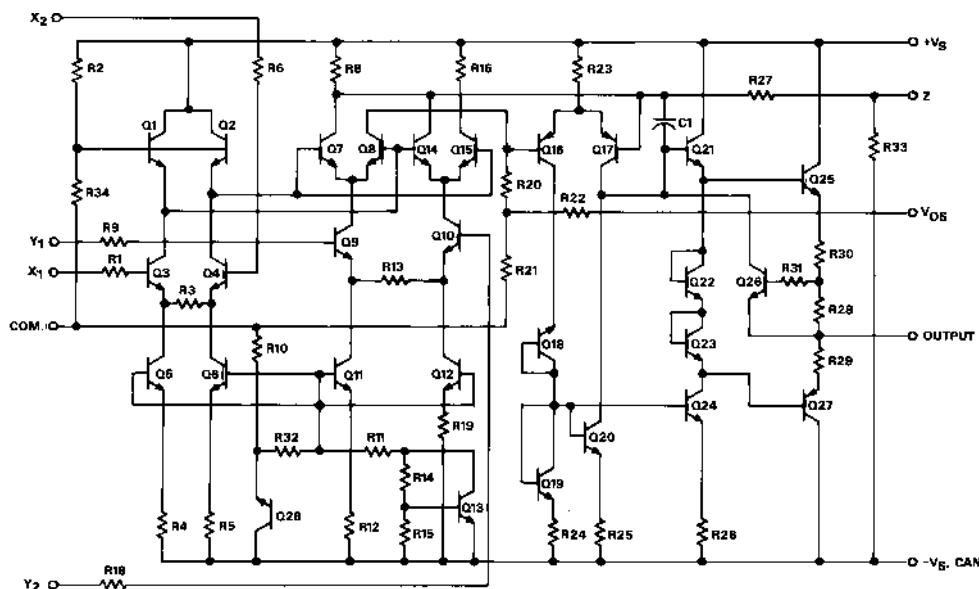 X2
+VS
R2
R6
R8
R16
R23
R27
Z
C1
Q1
Q2
Q7
Q8
Q14
Q15
Q16
Q17
Q21
R33
Q25
R34
R20
R22
VOS
Y1
R9
Q9
Q10
R21
R30
X1
R1
Q3
Q4
R13
Q22
Q26
R31
R3
R28
COM.
OUTPUT
R10
Q18
Q23
R29
Q5
Q6
Q11
Q12
Q24
Q27
R19
Q20
R32
R11
R14
Q19
Q13
Q28
R4
R5
R12
R15
R24
R25
R26
-VS, CAN
Y2
R18